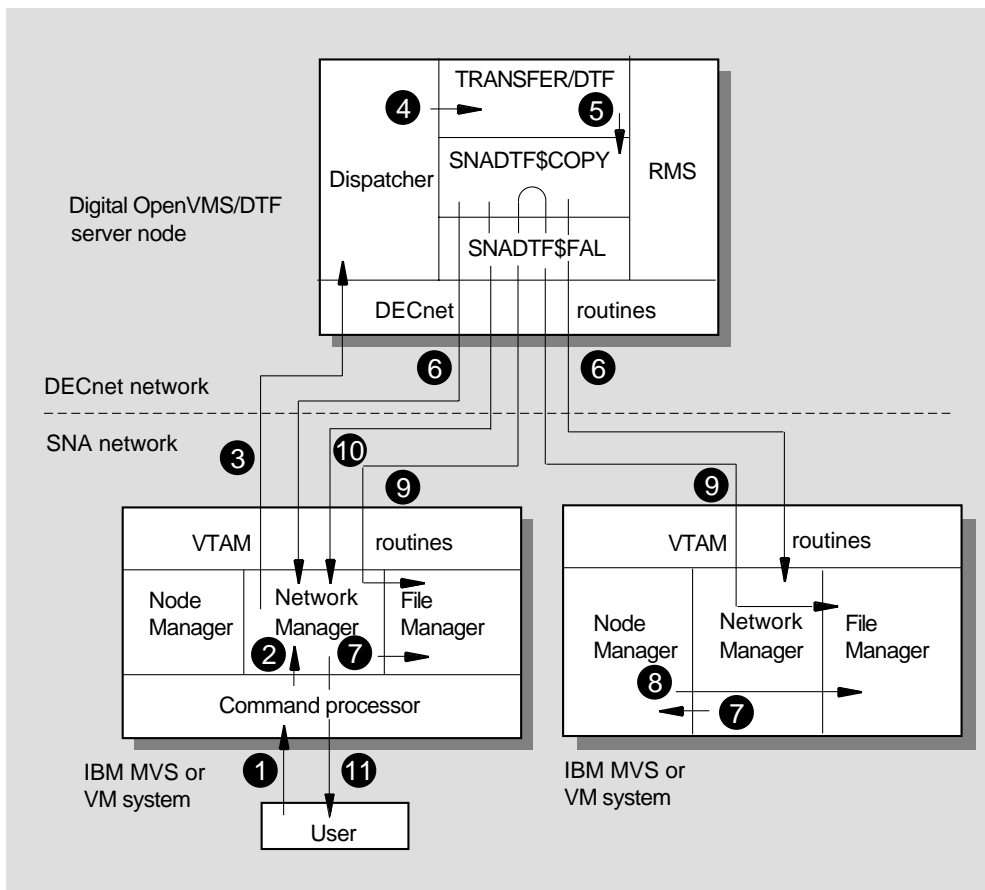 TRANSFER/DTF
4
5
SNADTF$COPY
Dispatcher
RMS
Digital OpenVMS/DTF
server node
SNADTF$FAL
DECnet routines
6
6
DECnet network
SNA network
3
10
9
9
VTAM routines
VTAM routines
Node
Manager
Network
Manager
File
Manager
Node
Manager
Network
Manager
File
Manager
2
7
8
7
Command processor
1
11
IBM MVS or
VM system
IBM MVS or
VM system
User